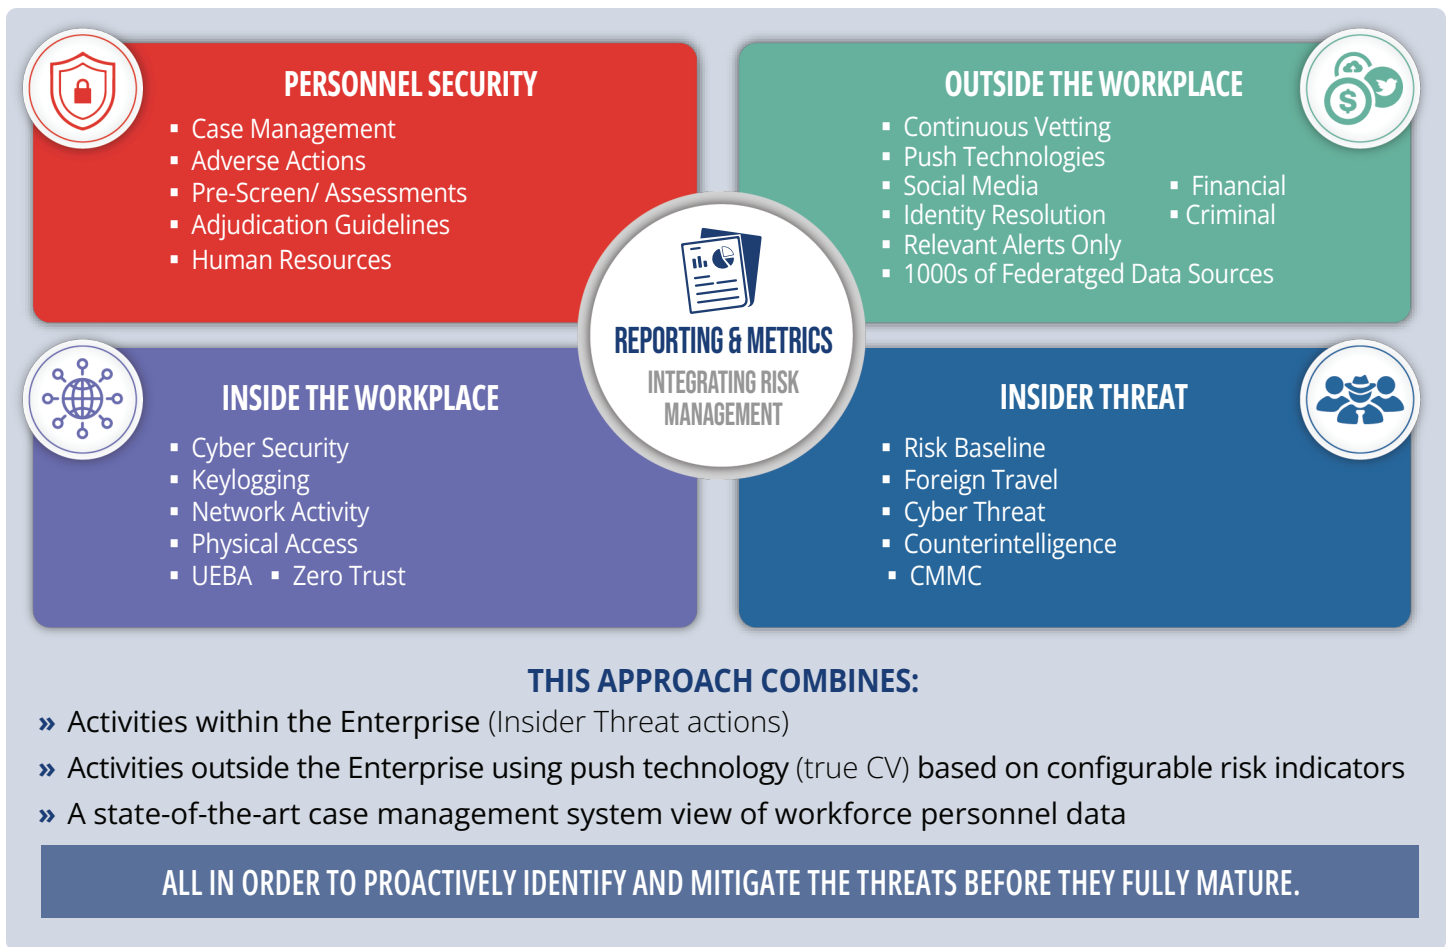 PERSONNEL SECURITY
▪ Case Management
▪ Adverse Actions
▪ Pre-Screen/ Assessments
▪ Adjudication Guidelines
▪ Human Resources
OUTSIDE THE WORKPLACE
▪ Continuous Vetting
▪ Push Technologies
▪ Social Media ▪ Financial
▪ Identity Resolution ▪ Criminal
▪ Relevant Alerts Only
▪ 1000s of Federatged Data Sources
REPORTING & METRICS
INTEGRATING RISK
MANAGEMENT
INSIDE THE WORKPLACE
▪ Cyber Security
▪ Keylogging
▪ Network Activity
▪ Physical Access
▪ UEBA ▪ Zero Trust
INSIDER THREAT
▪ Risk Baseline
▪ Foreign Travel
▪ Cyber Threat
▪ Counterintelligence
▪ CMMC
THIS APPROACH COMBINES:
» Activities within the Enterprise (Insider Threat actions)
» Activities outside the Enterprise using push technology (true CV) based on configurable risk indicators
» A state-of-the-art case management system view of workforce personnel data
ALL IN ORDER TO PROACTIVELY IDENTIFY AND MITIGATE THE THREATS BEFORE THEY FULLY MATURE.